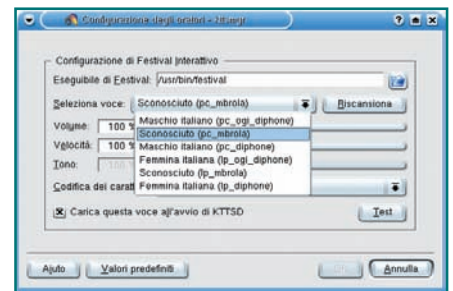 Configurazione degli oratori - kttsmgr
Configurazione di Festival Interattivo
Eseguibile di Festival: /usr/bin/festival
Seleziona voce: Sconosciuto (pc_mbrola) Riscansiona
Maschio italiano (pc_ogi_diphone)
Sconosciuto (pc_mbrola)
Maschio italiano (pc_diphone)
Femmina italiana (lp_ogi_diphone)
Sconosciuto (lp_mbrola)
Femmina italiana (lp_diphone)
Volume: 100 %
Velocità: 100 %
Tono:
Codifica dei caratt
Carica questa voce all'avvio di KTTSD Test
Aiuto Valori predefiniti Annulla